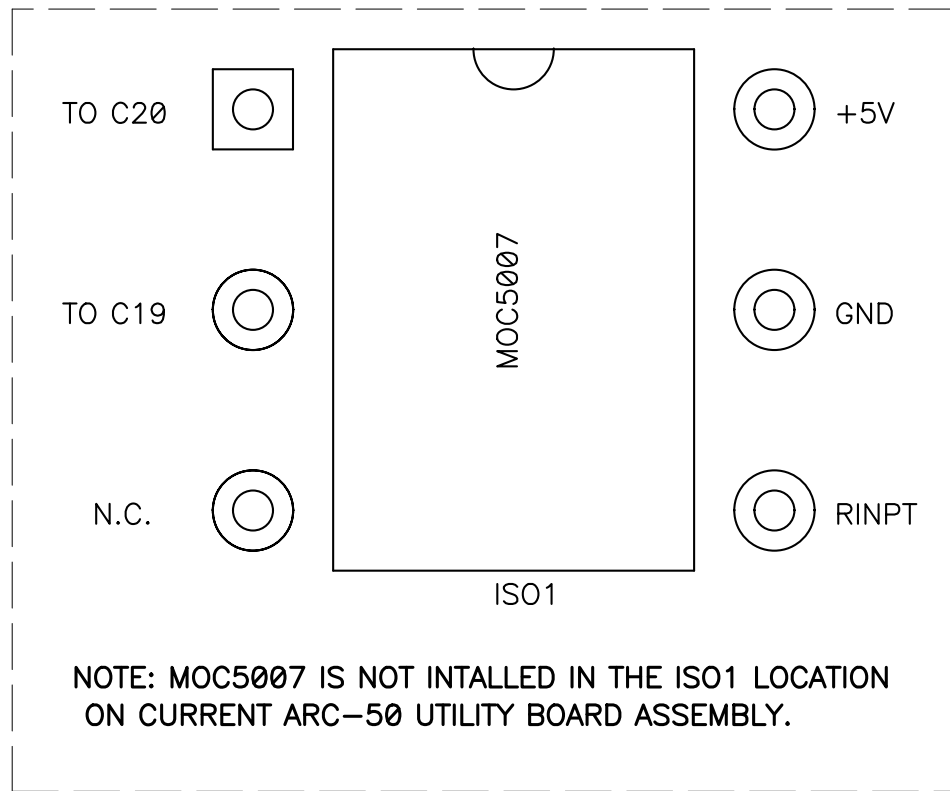 TO C20
+5V
MOC5007
TO C19
GND
N.C.
RINPT
ISO1
NOTE: MOC5007 IS NOT INTALLED IN THE ISO1 LOCATION
ON CURRENT ARC-50 UTILITY BOARD ASSEMBLY.